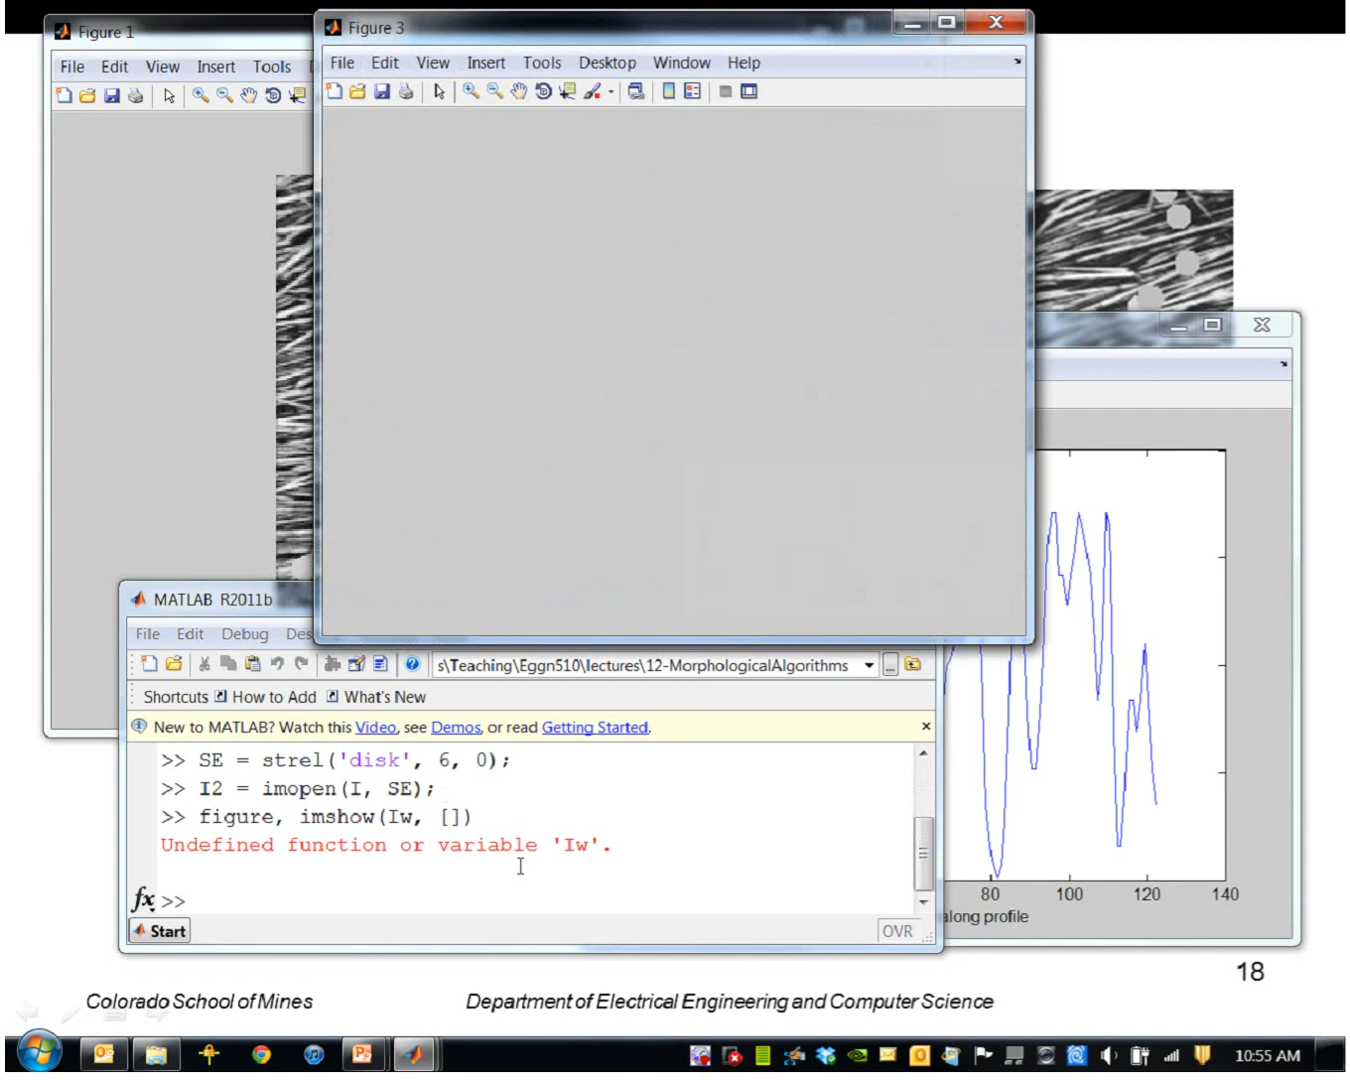 Figure 1
File Edit View Insert Tools
Figure 3
File Edit View Insert Tools Desktop Window Help
MATLAB R2011b
File Edit Debug
s\Teaching\Eggn510\lectures\12-MorphologicalAlgorithms
Shortcuts How to Add What's New
New to MATLAB? Watch this Video, see Demos, or read Getting Started.
>> SE = strel('disk', 6, 0);
>> I2 = imopen(I, SE);
>> figure, imshow(Iw, [])
Undefined function or variable 'Iw'.
fx >>
Start
OVR
80 100 120 140
along profile
18
Colorado School of Mines
Department of Electrical Engineering and Computer Science
10:55 AM